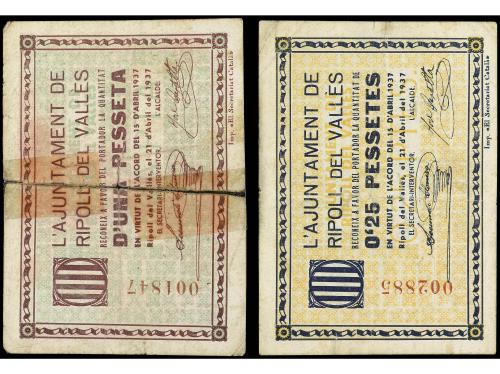 L'AJUNTAMENT DE
RIPOLL DEL VALLÈS
RECONEIX A FAVOR DEL PORTADOR LA QUANTITAT
D'UNA PESSETA
EN VIRTUT DE L'ACORD DEL 15 D'ABRIL 1937
Ripoll del Vallès, el 21 d'Abril del 1937
EL SECRETARI-INTERVENTOR,
L'ALCALDE,
001847
Imp. «El Secretariat Català»
L'AJUNTAMENT DE
RIPOLL DEL VALLÈS
RECONEIX A FAVOR DEL PORTADOR LA QUANTITAT DE
0'25 PESSETES
EN VIRTUT DE L'ACORD DEL 15 D'ABRIL 1937
Ripoll del Vallès, el 21 d'Abril del 1937
EL SECRETARI-INTERVENTOR,
L'ALCALDE,
002885
Imp. «El Secretariat Català»